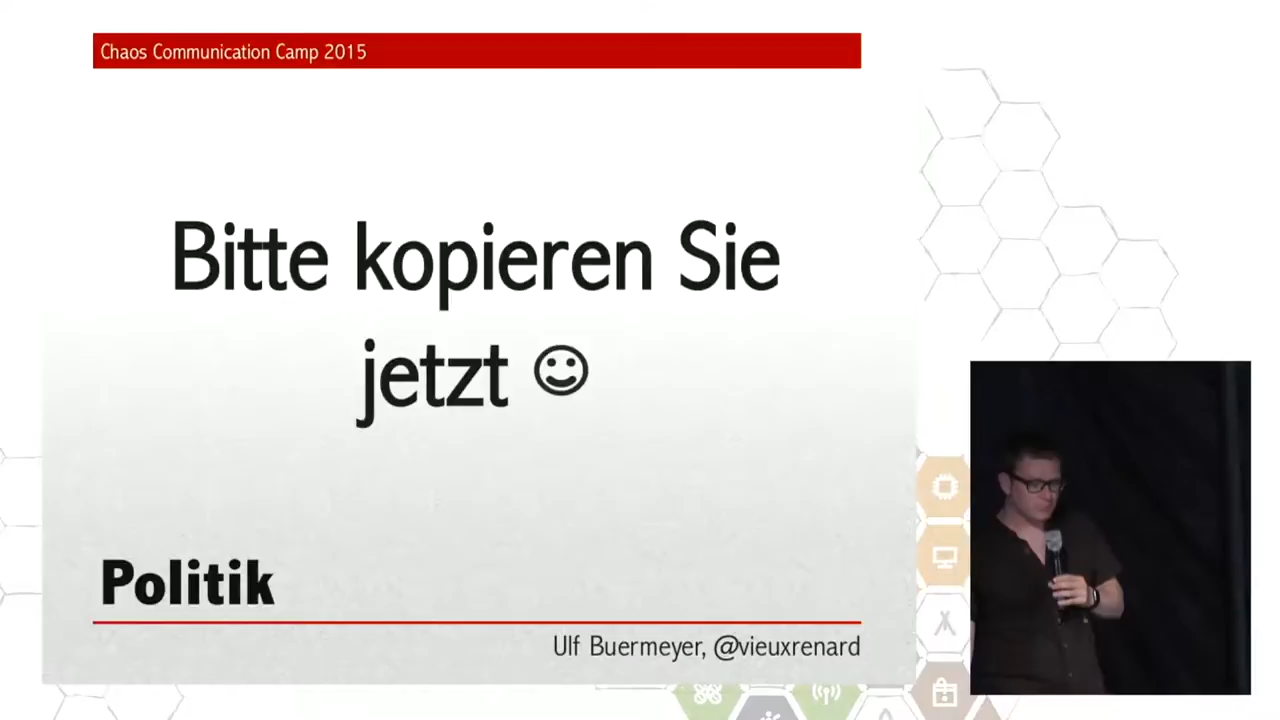 Chaos Communication Camp 2015
Bitte kopieren Sie
jetzt ☺
Politik
Ulf Buermeyer, @vieuxrenard